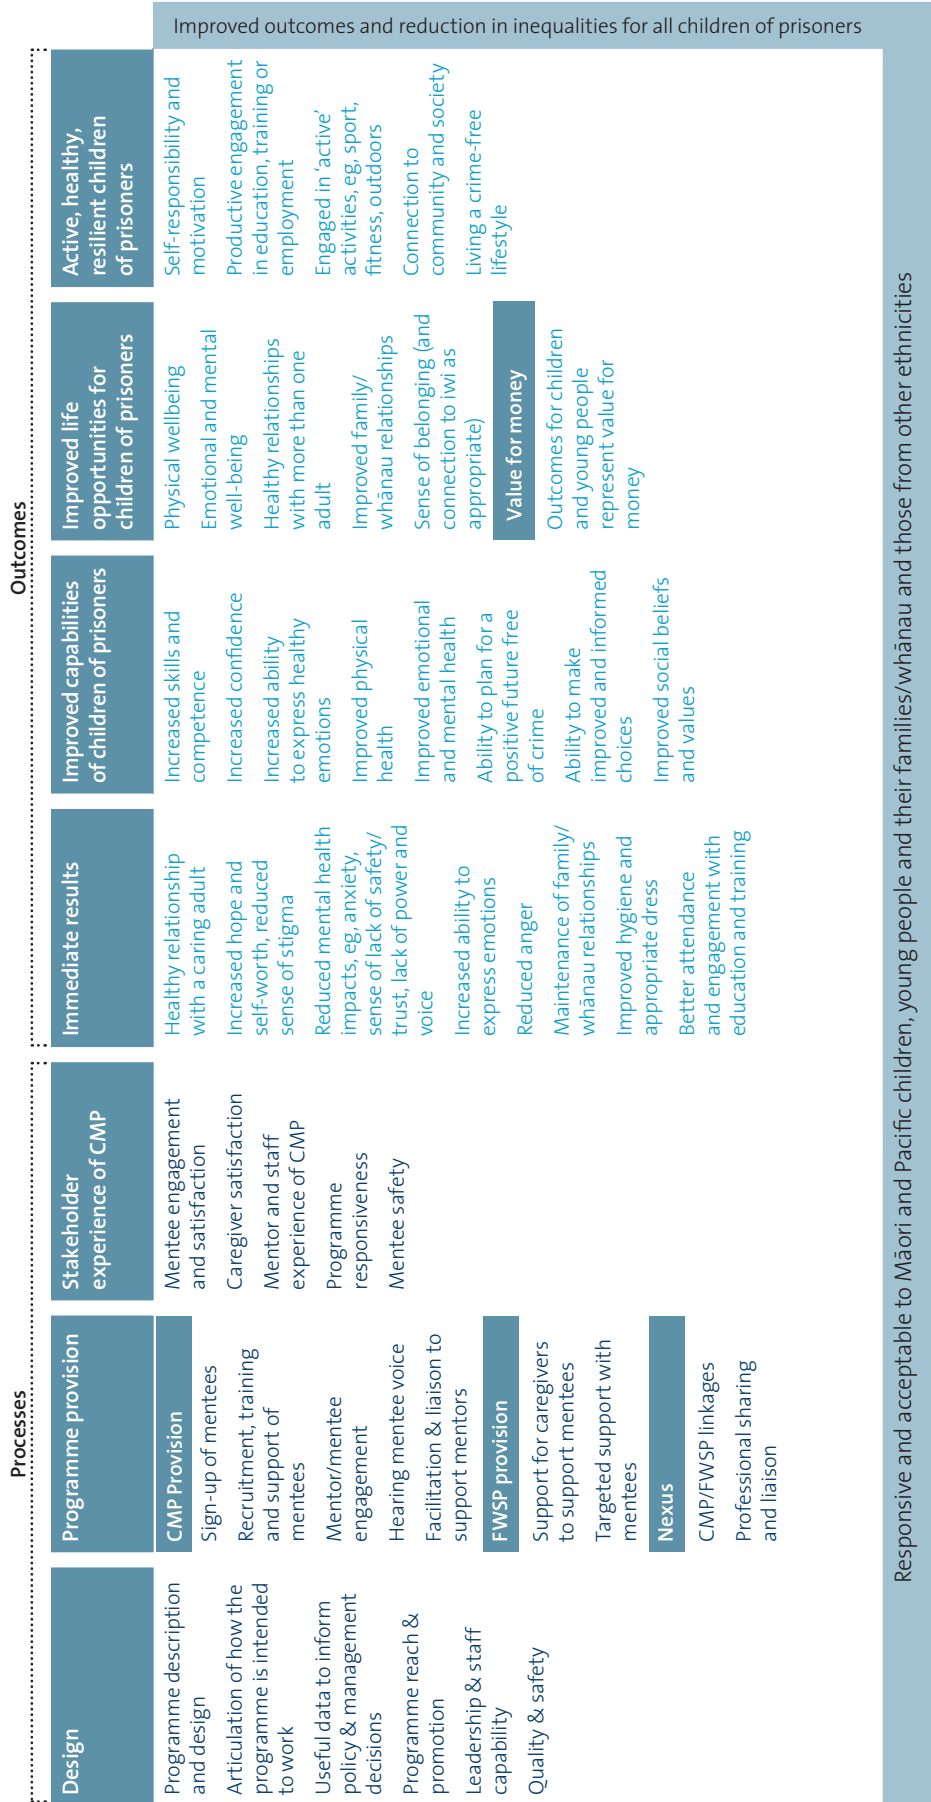 Processes
Outcomes
Design
Programme description
and design
Articulation of how the
programme is intended
to work
Useful data to inform
policy & management
decisions
Programme reach &
promotion
Leadership & staff
capability
Quality & safety
Programme provision
CMP Provision
Sign-up of mentees
Recruitment, training
and support of
mentees
Mentor/mentee
engagement
Hearing mentee voice
Facilitation & liaison to
support mentors
FWSP provision
Support for caregivers
to support mentees
Targeted support with
mentees
Nexus
CMP/FWSP linkages
Professional sharing
and liaison
Stakeholder
experience of CMP
Mentee engagement
and satisfaction
Caregiver satisfaction
Mentor and staff
experience of CMP
Programme
responsiveness
Mentee safety
Immediate results
Healthy relationship
with a caring adult
Increased hope and
self-worth, reduced
sense of stigma
Reduced mental health
impacts, eg, anxiety,
sense of lack of safety/
trust, lack of power and
voice
Increased ability to
express emotions
Reduced anger
Maintenance of family/
whānau relationships
Improved hygiene and
appropriate dress
Better attendance
and engagement with
education and training
Improved capabilities
of children of prisoners
Increased skills and
competence
Increased confidence
Increased ability
to express healthy
emotions
Improved physical
health
Improved emotional
and mental health
Ability to plan for a
positive future free
of crime
Ability to make
improved and informed
choices
Improved social beliefs
and values
Improved life
opportunities for
children of prisoners
Physical wellbeing
Emotional and mental
well-being
Healthy relationships
with more than one
adult
Improved family/
whānau relationships
Sense of belonging (and
connection to iwi as
appropriate)
Value for money
Outcomes for children
and young people
represent value for
money
Active, healthy,
resilient children
of prisoners
Self-responsibility and
motivation
Productive engagement
in education, training or
employment
Engaged in ‘active’
activities, eg, sport,
fitness, outdoors
Connection to
community and society
Living a crime-free
lifestyle
Improved outcomes and reduction in inequalities for all children of prisoners
Responsive and acceptable to Māori and Pacific children, young people and their families/whānau and those from other ethnicities